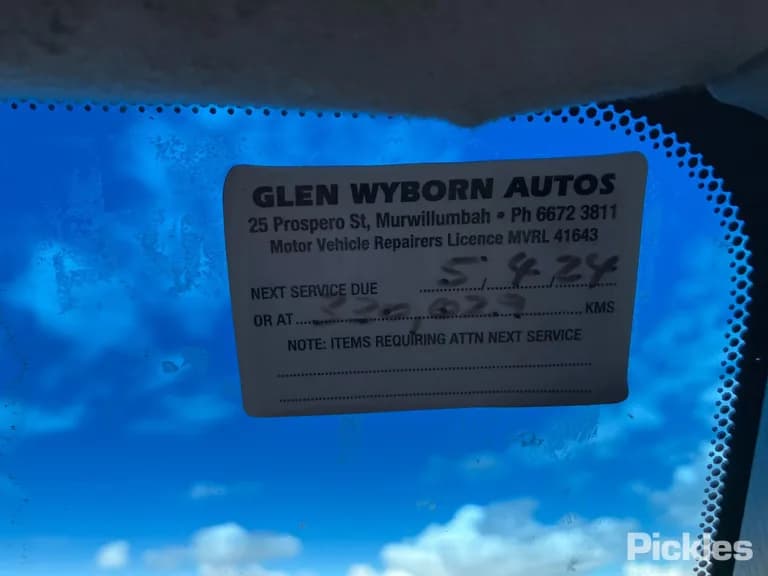 GLEN WYBORN AUTOS
25 Prospero St, Murwillumbah • Ph 6672 3811
Motor Vehicle Repairers Licence MVRL 41643
NEXT SERVICE DUE 5, 4, 24
OR AT KMS
NOTE: ITEMS REQUIRING ATTN NEXT SERVICE
Pickles